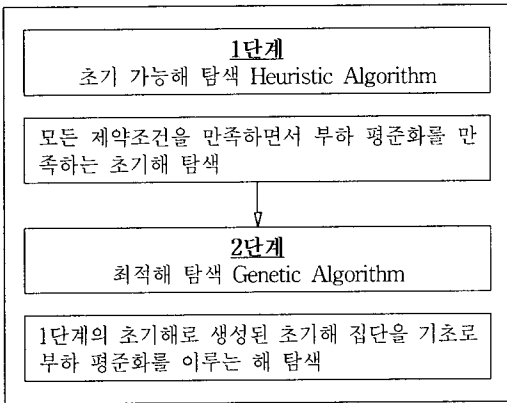 1단계
초기 가능해 탐색 Heuristic Algorithm
모든 제약조건을 만족하면서 부하 평준화를 만
족하는 초기해 탐색
2단계
최적해 탐색 Genetic Algorithm
1단계의 초기해로 생성된 초기해 집단을 기초로
부하 평준화를 이루는 해 탐색